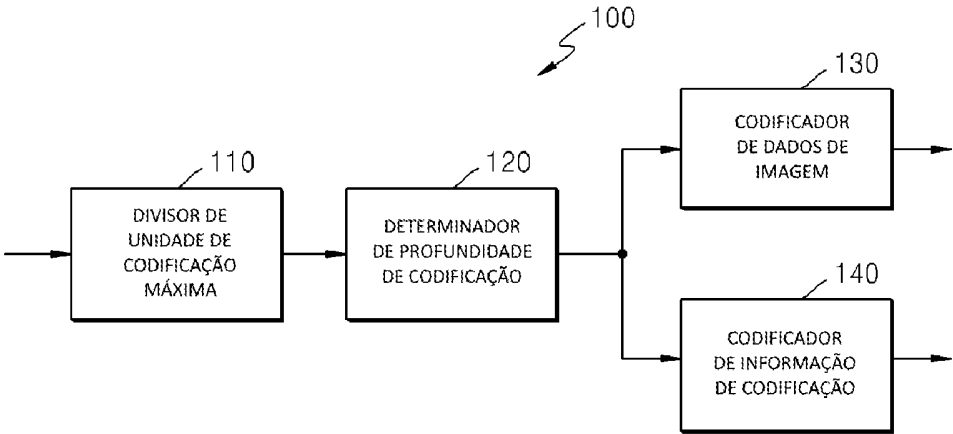 100
110
DIVISOR DE
UNIDADE DE
CODIFICAÇÃO
MÁXIMA
120
DETERMINADOR
DE PROFUNDIDADE
DE CODIFICAÇÃO
130
CODIFICADOR
DE DADOS DE
IMAGEM
140
CODIFICADOR
DE INFORMAÇÃO
DE CODIFICAÇÃO